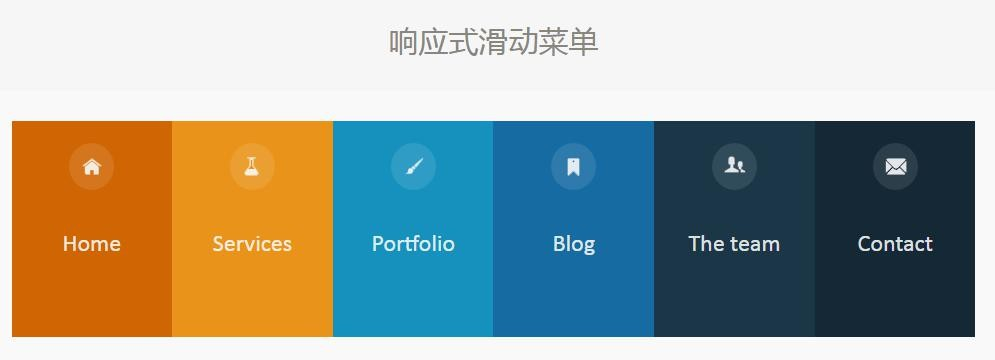 响应式滑动菜单
Home
Services
Portfolio
Blog
The team
Contact